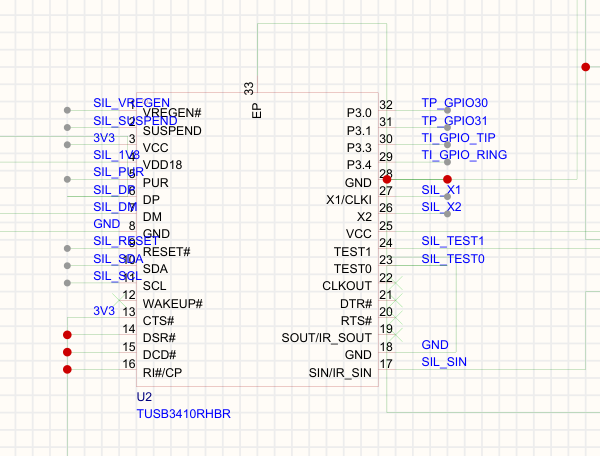 33
EP
SIL_VREGEN
1
VREGEN#
P3.0
32
TP_GPIO30
SIL_SUSPEND
2
SUSPEND
P3.1
31
TP_GPIO31
3V3
3
VCC
P3.3
30
TI_GPIO_TIP
SIL_1V8
4
VDD18
P3.4
29
TI_GPIO_RING
SIL_PUR
5
PUR
GND
28
SIL_DP
6
DP
X1/CLKI
27
SIL_X1
SIL_DM
7
DM
X2
26
SIL_X2
GND
8
GND
VCC
25
SIL_RESET
9
RESET#
TEST1
24
SIL_TEST1
SIL_SDA
10
SDA
TEST0
23
SIL_TEST0
SIL_SCL
11
SCL
CLKOUT
22
12
WAKEUP#
DTR#
21
3V3
13
CTS#
RTS#
20
14
DSR#
SOUT/IR_SOUT
19
15
DCD#
GND
18
GND
16
RI#/CP
SIN/IR_SIN
17
SIL_SIN
U2
TUSB3410RHBR